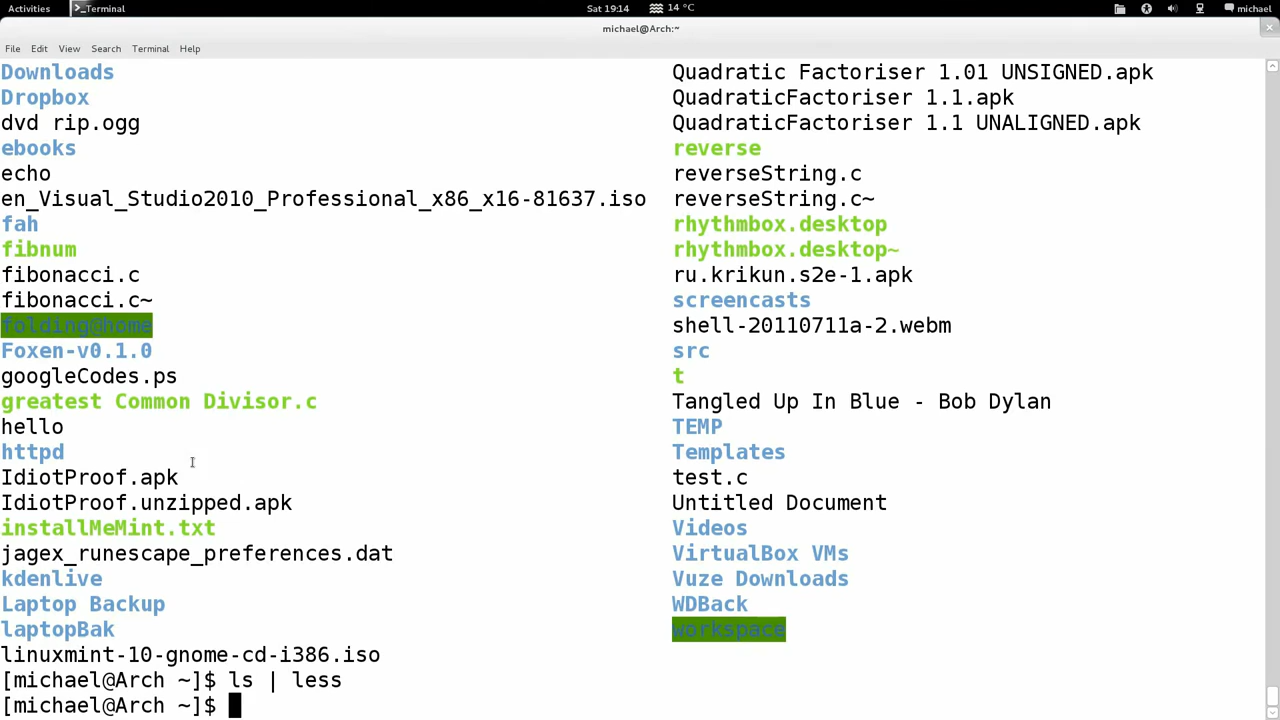 Activities Terminal Sat 19:14 14 °C michael
michael@Arch:~
File Edit View Search Terminal Help
Downloads Quadratic Factoriser 1.01 UNSIGNED.apk
Dropbox QuadraticFactoriser 1.1.apk
dvd rip.ogg QuadraticFactoriser 1.1 UNALIGNED.apk
ebooks reverse
echo reverseString.c
en_Visual_Studio2010_Professional_x86_x16-81637.iso reverseString.c~
fah rhythmbox.desktop
fibnum rhythmbox.desktop~
fibonacci.c ru.krikun.s2e-1.apk
fibonacci.c~ screencasts
folding@home shell-20110711a-2.webm
Foxen-v0.1.0 src
googleCodes.ps t
greatest Common Divisor.c Tangled Up In Blue - Bob Dylan
hello TEMP
httpd Templates
IdiotProof.apk test.c
IdiotProof.unzipped.apk Untitled Document
installMeMint.txt Videos
jagex_runescape_preferences.dat VirtualBox VMs
kdenlive Vuze Downloads
Laptop Backup WDBack
laptopBak workspace
linuxmint-10-gnome-cd-i386.iso
[michael@Arch ~]$ ls | less
[michael@Arch ~]$